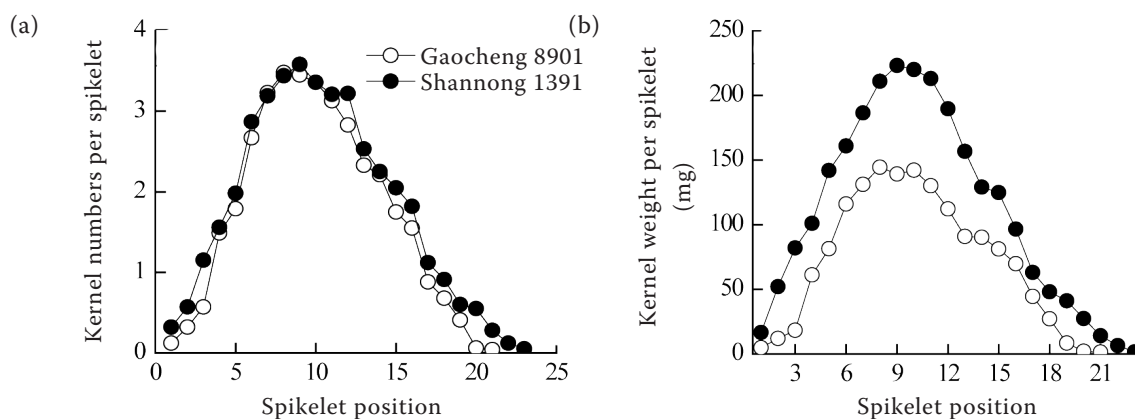 (a)
Kernel numbers per spikelet
4
3
2
1
0
Gaocheng 8901
Shannong 1391
0 5 10 15 20 25
Spikelet position
(b)
Kernel weight per spikelet
(mg)
250
200
150
100
50
0
3 6 9 12 15 18 21
Spikelet position